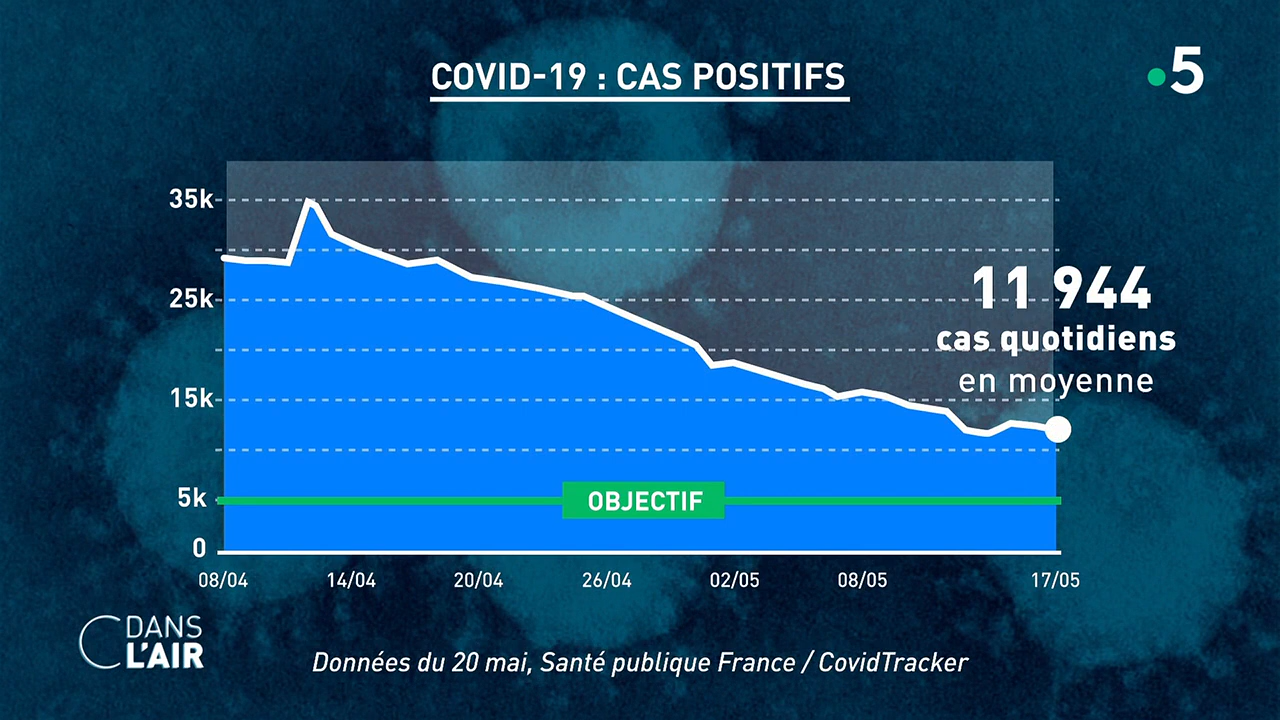 COVID-19 : CAS POSITIFS
5
35k
25k
15k
5k
0
11 944
cas quotidiens
en moyenne
OBJECTIF
08/04 14/04 20/04 26/04 02/05 08/05 17/05
C DANS
L'AIR
Données du 20 mai, Santé publique France / CovidTracker